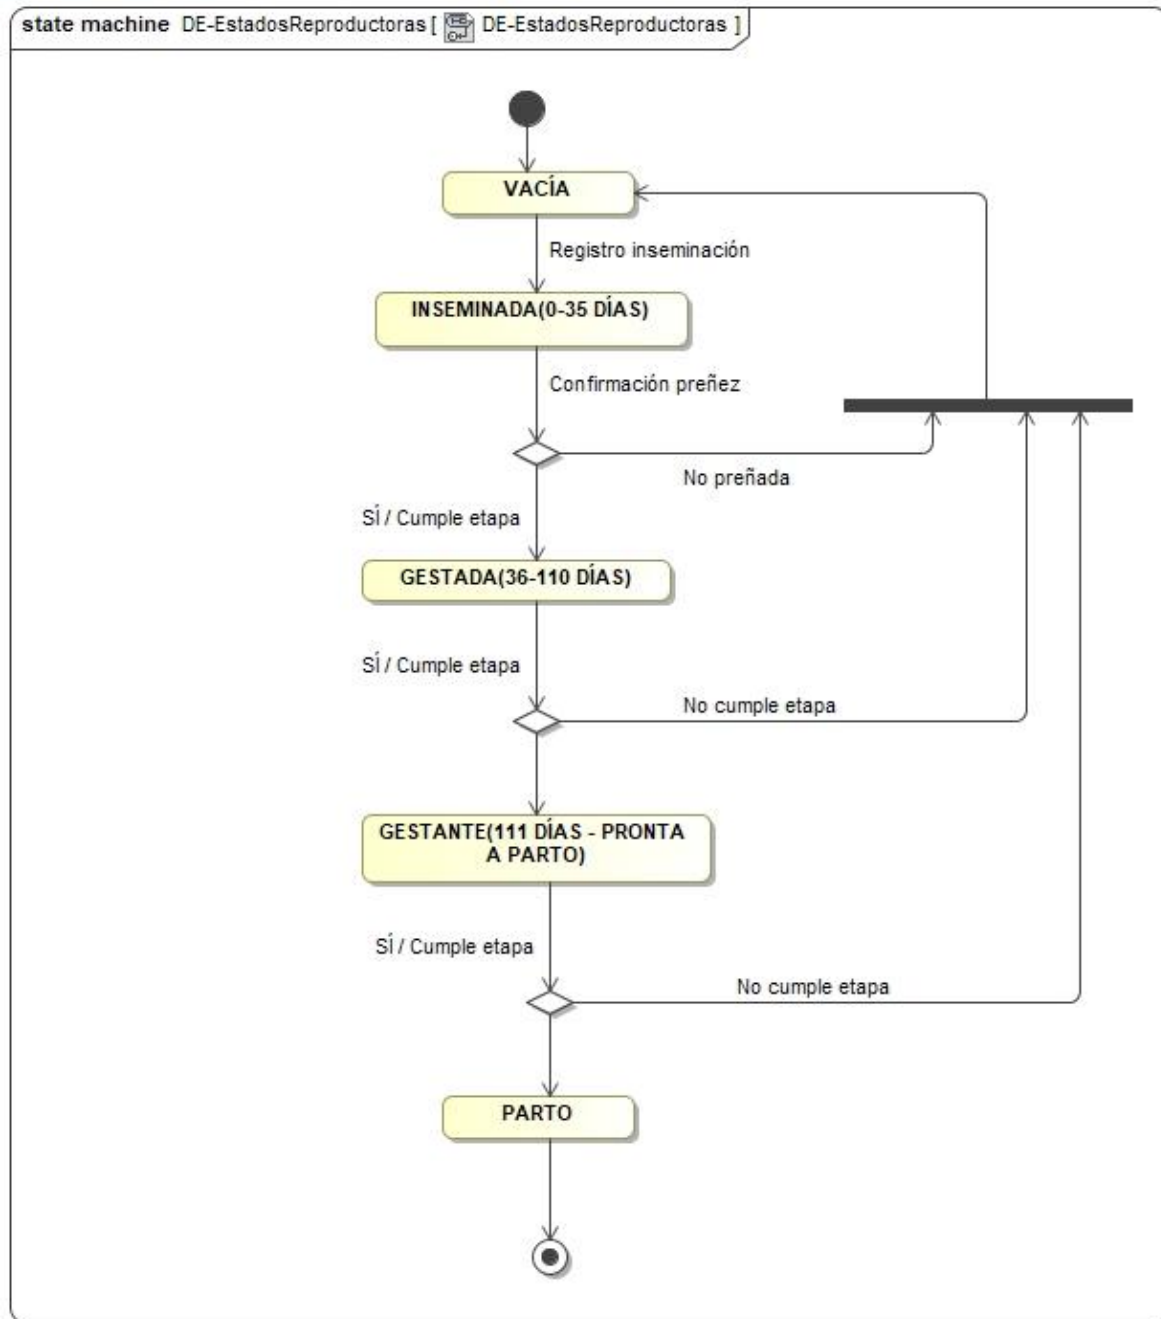 state machine DE-EstadosReproductoras [ DE-EstadosReproductoras ]
VACÍA
Registro inseminación
INSEMINADA(0-35 DÍAS)
Confirmación preñez
No preñada
SÍ / Cumple etapa
GESTADA(36-110 DÍAS)
SÍ / Cumple etapa
No cumple etapa
GESTANTE(111 DÍAS - PRONTA
A PARTO)
SÍ / Cumple etapa
No cumple etapa
PARTO